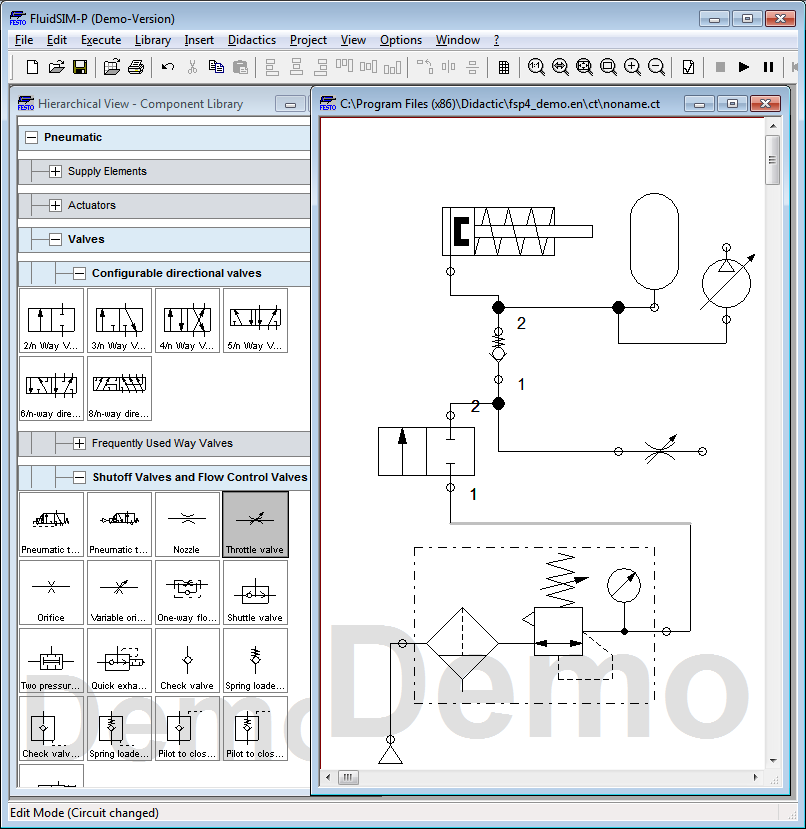 FluidSIM-P (Demo-Version)
File Edit Execute Library Insert Didactics Project View Options Window ?
FESTO Hierarchical View - Component Library
Pneumatic
Supply Elements
Actuators
Valves
Configurable directional valves
2/n Way V... 3/n Way V... 4/n Way V... 5/n Way V...
6/n-way dire... 8/n-way dire...
Frequently Used Way Valves
Shutoff Valves and Flow Control Valves
Pneumatic t... Pneumatic t... Nozzle Throttle valve
Orifice Variable ori... One-way flo... Shuttle valve
Two pressur... Quick exha... Check valve Spring loade...
Check valv... Spring loade... Pilot to clos... Pilot to clos...
Demo
FESTO C:\Program Files (x86)\Didactic\fsp4_demo.en\ct\noname.ct
2
1
2
1
Demo
Edit Mode (Circuit changed)